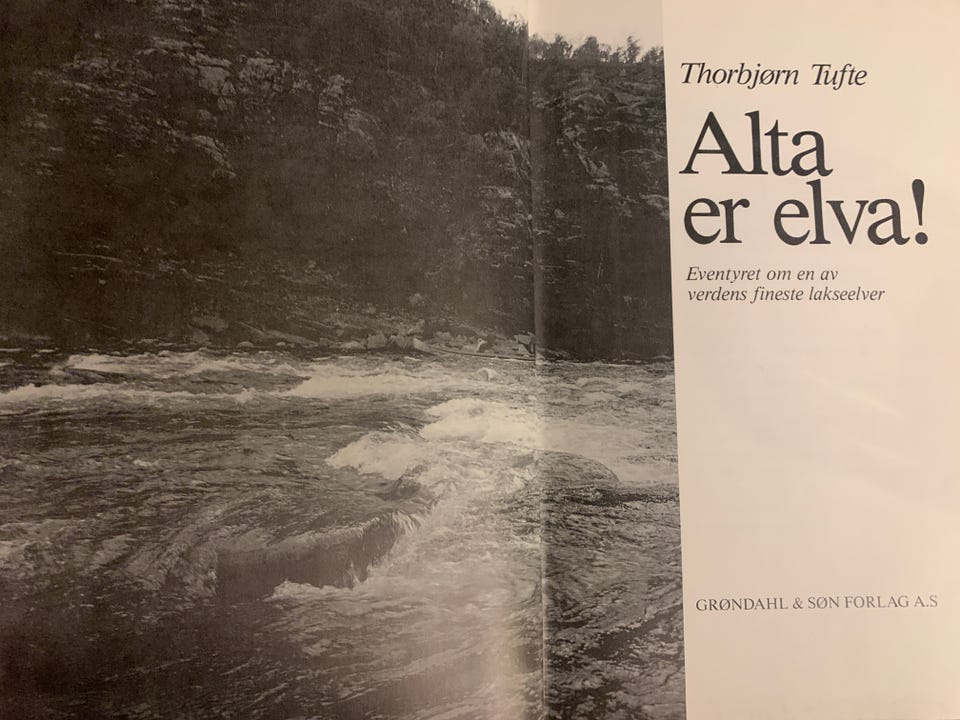 Thorbjørn Tufte
Alta
er elva!
Eventyret om en av
verdens fineste lakseelver
GRØNDAHL & SØN FORLAG A.S